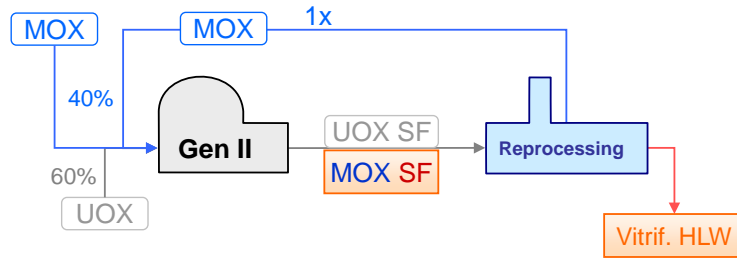 MOX
MOX
1x
40%
Gen II
UOX SF
MOX SF
Reprocessing
60%
UOX
Vitrif. HLW